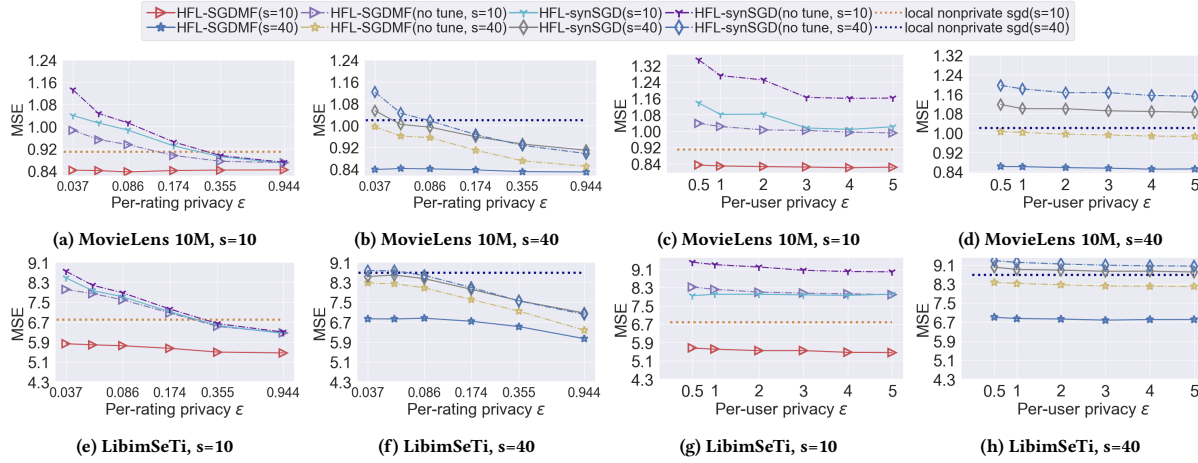 HFL-SGDMF(s=10) HFL-SGDMF(no tune, s=10) HFL-synSGD(s=10) HFL-synSGD(no tune, s=10) local nonprivate sgd(s=10)
HFL-SGDMF(s=40) HFL-SGDMF(no tune, s=40) HFL-synSGD(s=40) HFL-synSGD(no tune, s=40) local nonprivate sgd(s=40)
MSE
1.24
1.16
1.08
1.00
0.92
0.84
0.037 0.086 0.174 0.355 0.944
Per-rating privacy ε
(a) MovieLens 10M, s=10
MSE
1.24
1.16
1.08
1.00
0.92
0.84
0.037 0.086 0.174 0.355 0.944
Per-rating privacy ε
(b) MovieLens 10M, s=40
MSE
1.32
1.24
1.16
1.08
1.00
0.92
0.84
0.5 1 2 3 4 5
Per-user privacy ε
(c) MovieLens 10M, s=10
MSE
1.32
1.24
1.16
1.08
1.00
0.92
0.84
0.5 1 2 3 4 5
Per-user privacy ε
(d) MovieLens 10M, s=40
MSE
9.1
8.3
7.5
6.7
5.9
5.1
4.3
0.037 0.086 0.174 0.355 0.944
Per-rating privacy ε
(e) LibimSeTi, s=10
MSE
9.1
8.3
7.5
6.7
5.9
5.1
4.3
0.037 0.086 0.174 0.355 0.944
Per-rating privacy ε
(f) LibimSeTi, s=40
MSE
9.1
8.3
7.5
6.7
5.9
5.1
4.3
0.5 1 2 3 4 5
Per-user privacy ε
(g) LibimSeTi, s=10
MSE
9.1
8.3
7.5
6.7
5.9
5.1
4.3
0.5 1 2 3 4 5
Per-user privacy ε
(h) LibimSeTi, s=40